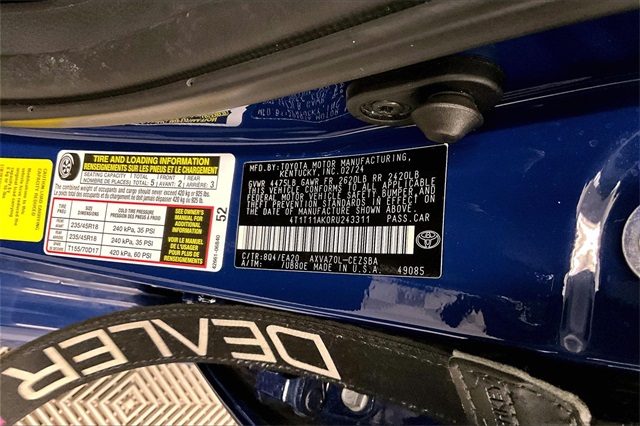 TIRE AND LOADING INFORMATION
RENSEIGNEMENTS SUR LES PNEUS ET LE CHARGEMENT
SEATING CAPACITY TOTAL 5 FRONT 2 REAR 3
The combined weight of occupants and cargo should never exceed 420 kg or 925 lbs.
TIRE SIZE COLD TIRE PRESSURE
235/45R18 240 kPa, 35 PSI
235/45R18 240 kPa, 35 PSI
T155/70D17 420 kPa, 60 PSI
SEE OWNER'S
MANUAL FOR
ADDITIONAL
INFORMATION
VOIR LE MANUEL
DE L'USAGER
POUR PLUS DE
RENSEIGNEMENTS
52
MFD.BY: TOYOTA MOTOR MANUFACTURING,
KENTUCKY, INC. 02/24
GVWR 4475LB GAWR FR 2620LB RR 2420LB
THIS VEHICLE CONFORMS TO ALL APPLICABLE
FEDERAL MOTOR VEHICLE SAFETY, BUMPER, AND
THEFT PREVENTION STANDARDS IN EFFECT ON
THE DATE OF MANUFACTURE SHOWN ABOVE.
4T1T11AK0RU243311 PASS.CAR
C/TR: 8Q4/EA20 AXVA70L-CEZSBA
A/TM: /UB80E MADE IN U.S.A. 49085
DEALER